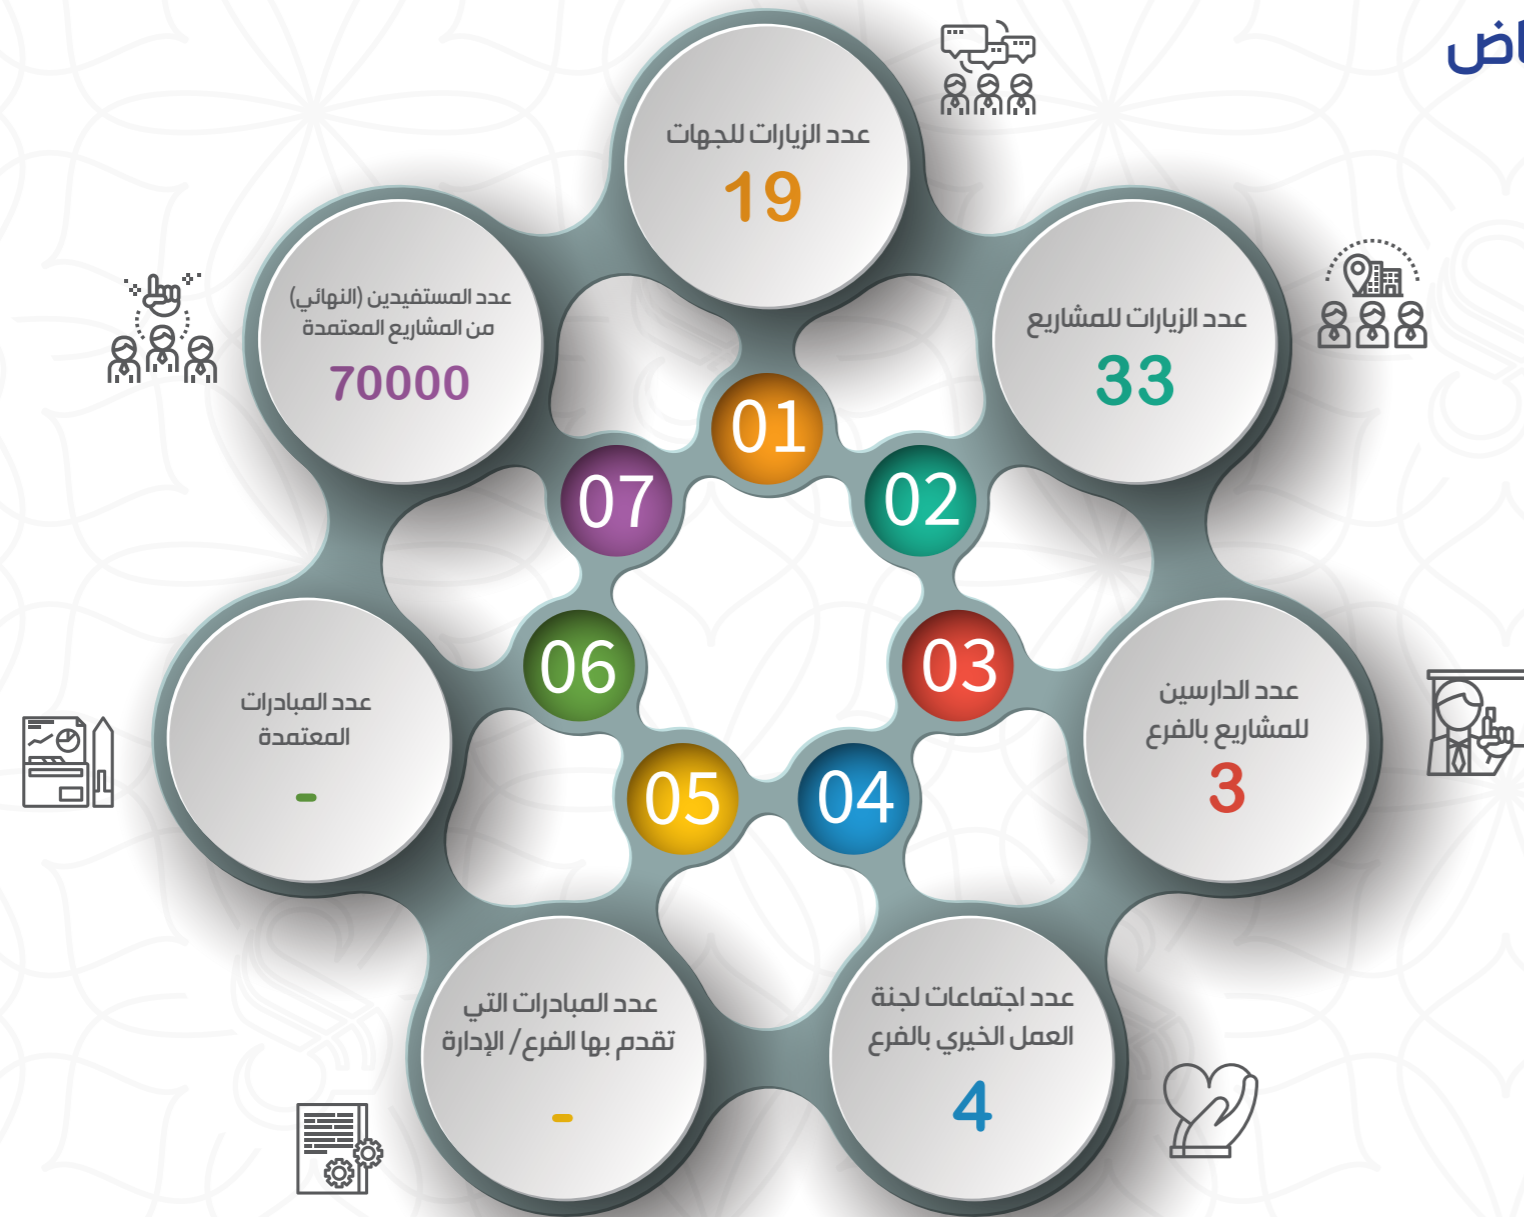 عدد الزيارات للجهات
19
01
عدد الزيارات للمشاريع
33
02
عدد الدارسين
للمشاريع بالفرع
3
03
عدد اجتماعات لجنة
العمل الخيري بالفرع
4
04
عدد المبادرات التي
تقدم بها الفرع/ الإدارة
-
05
عدد المبادرات
المعتمدة
-
06
عدد المستفيدين (النهائي)
من المشاريع المعتمدة
70000
07